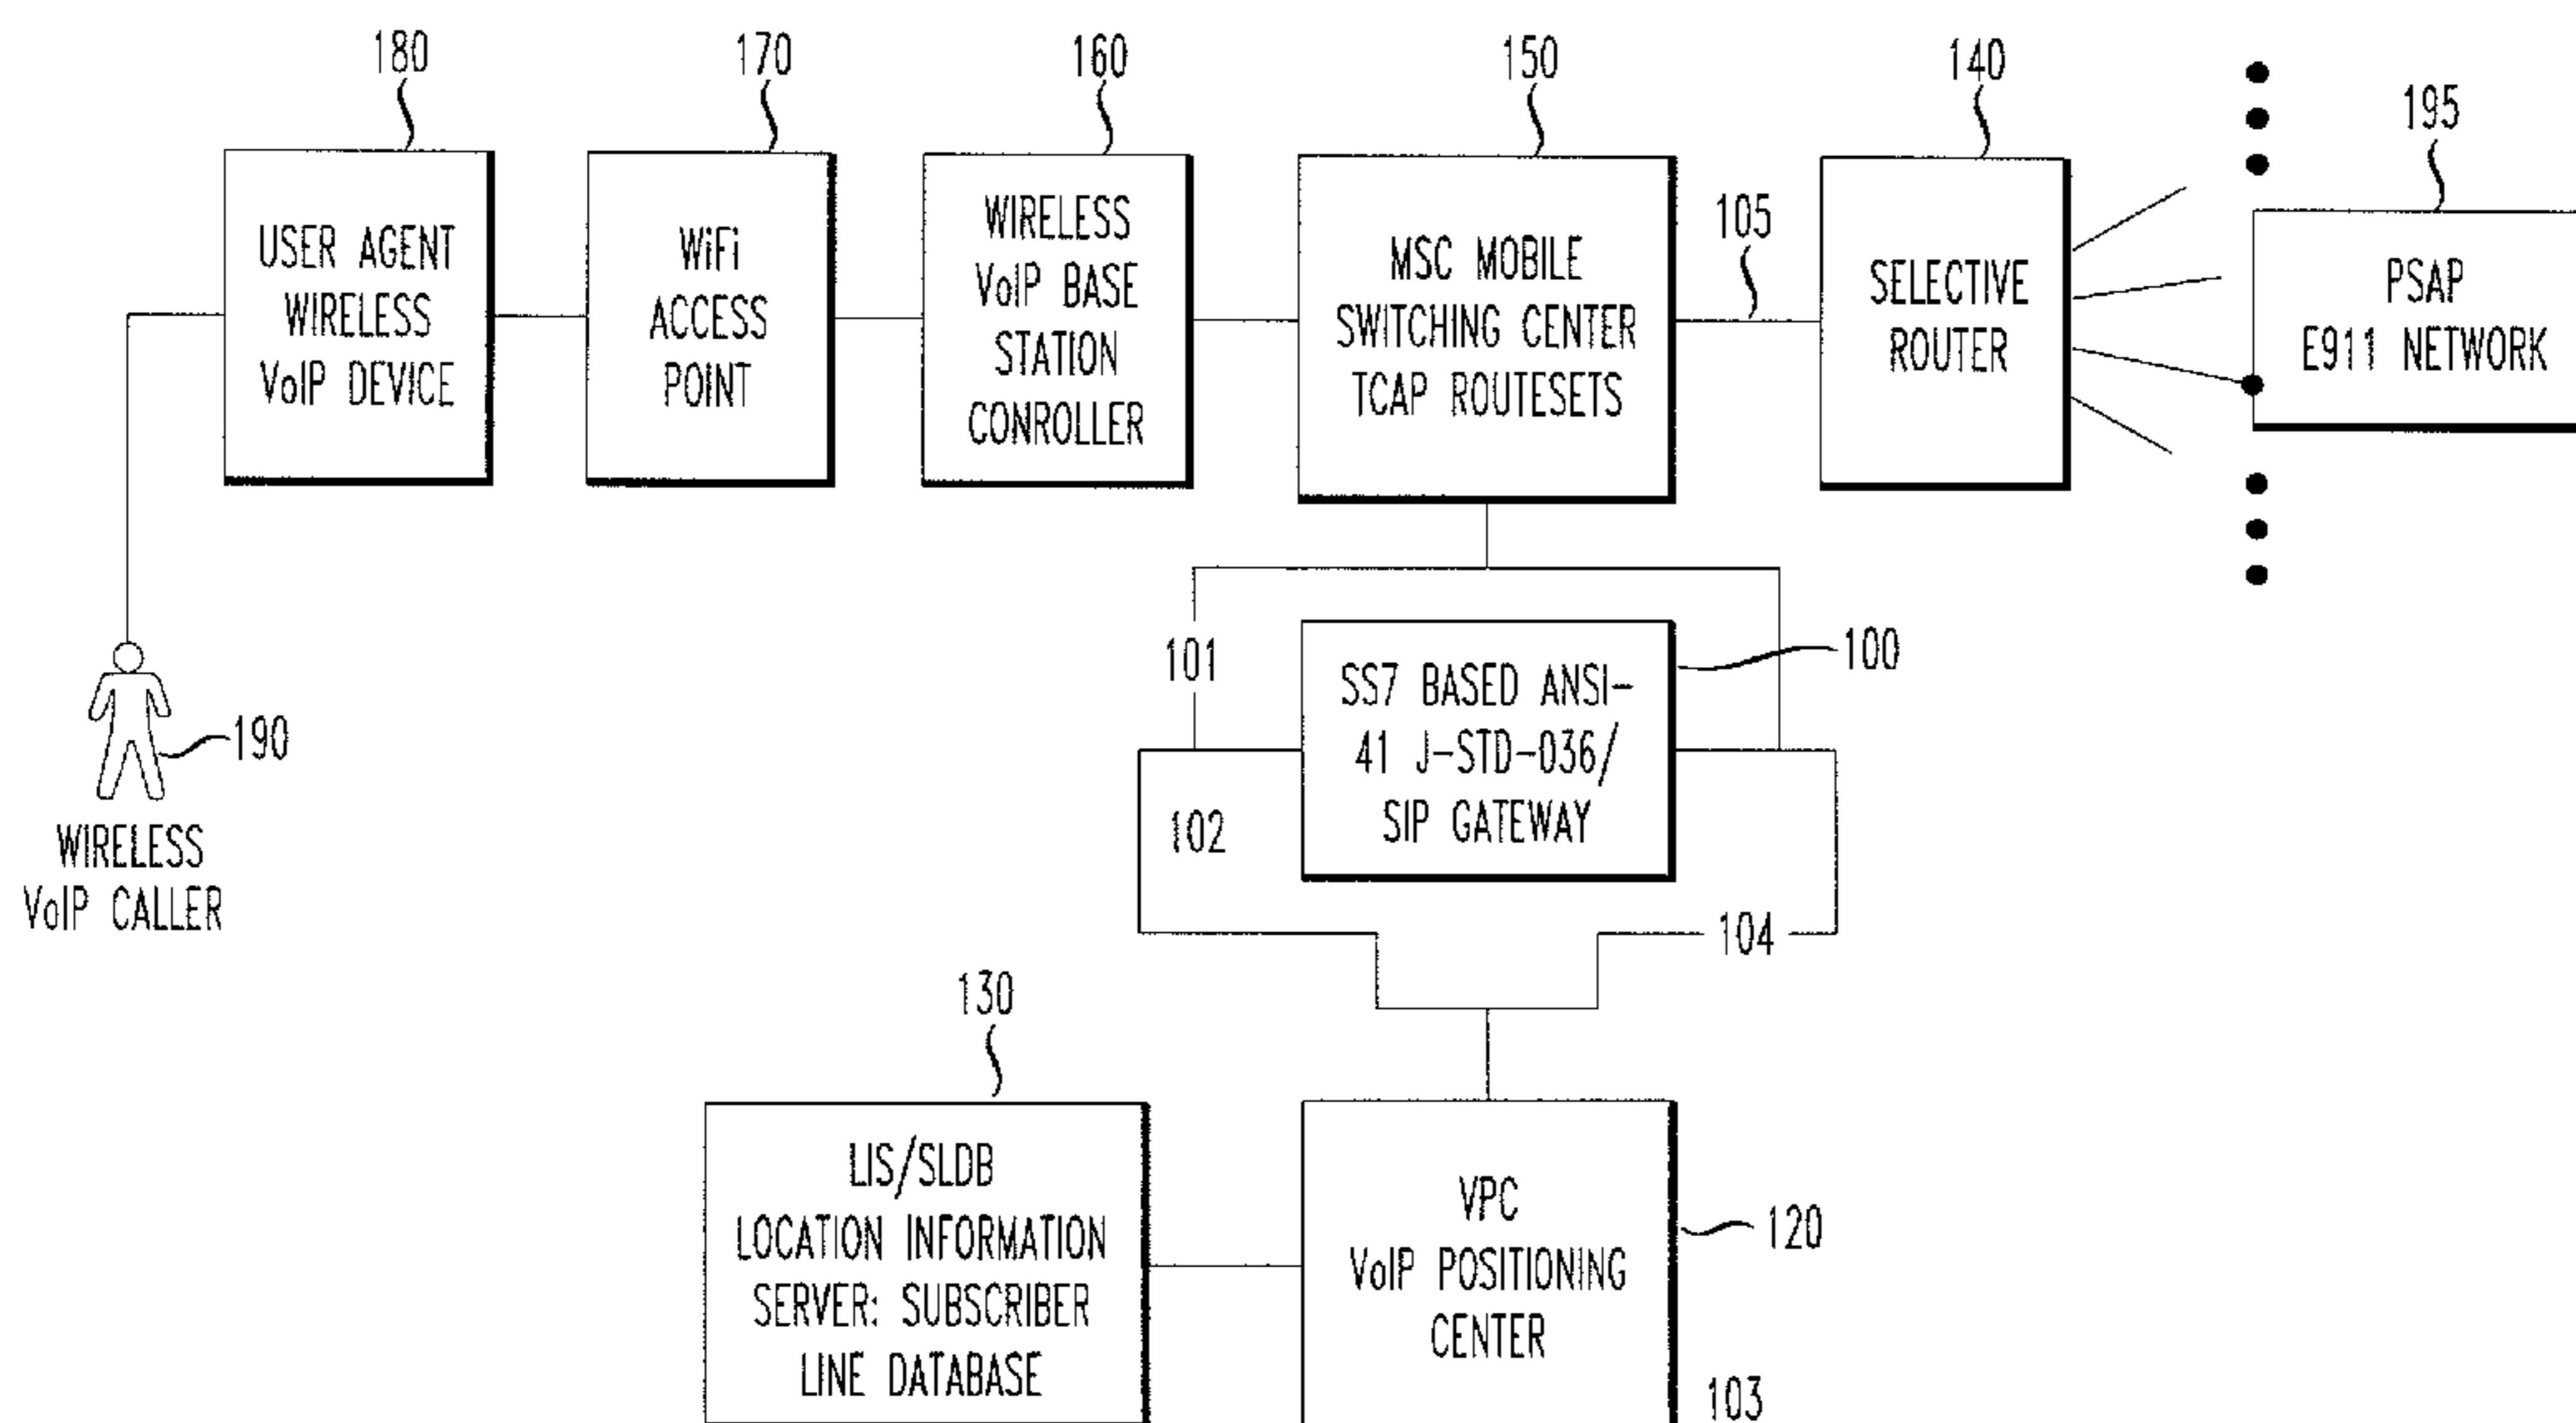 180
170
160
150
140
195
USER AGENT
WIRELESS
VoIP DEVICE
WiFi
ACCESS
POINT
WIRELESS
VoIP BASE
STATION
CONROLLER
MSC MOBILE
SWITCHING CENTER
TCAP ROUTESETS
105
SELECTIVE
ROUTER
PSAP
E911 NETWORK
101
SS7 BASED ANSI-
41 J-STD-036/
SIP GATEWAY
100
102
104
190
WIRELESS
VoIP CALLER
130
LIS/SLDB
LOCATION INFORMATION
SERVER: SUBSCRIBER
LINE DATABASE
VPC
VoIP POSITIONING
CENTER
120
103